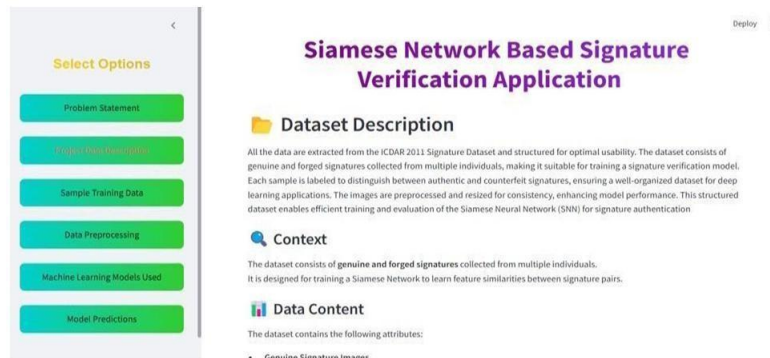 Deploy
Select Options
Problem Statement
Project Data Description
Sample Training Data
Data Preprocessing
Machine Learning Models Used
Model Predictions
Siamese Network Based Signature
Verification Application
Dataset Description
All the data are extracted from the ICDAR 2011 Signature Dataset and structured for optimal usability. The dataset consists of
genuine and forged signatures collected from multiple individuals, making it suitable for training a signature verification model.
Each sample is labeled to distinguish between authentic and counterfeit signatures, ensuring a well-organized dataset for deep
learning applications. The images are preprocessed and resized for consistency, enhancing model performance. This structured
dataset enables efficient training and evaluation of the Siamese Neural Network (SNN) for signature authentication
Context
The dataset consists of genuine and forged signatures collected from multiple individuals.
It is designed for training a Siamese Network to learn feature similarities between signature pairs.
Data Content
The dataset contains the following attributes:
• Genuine Signature Images